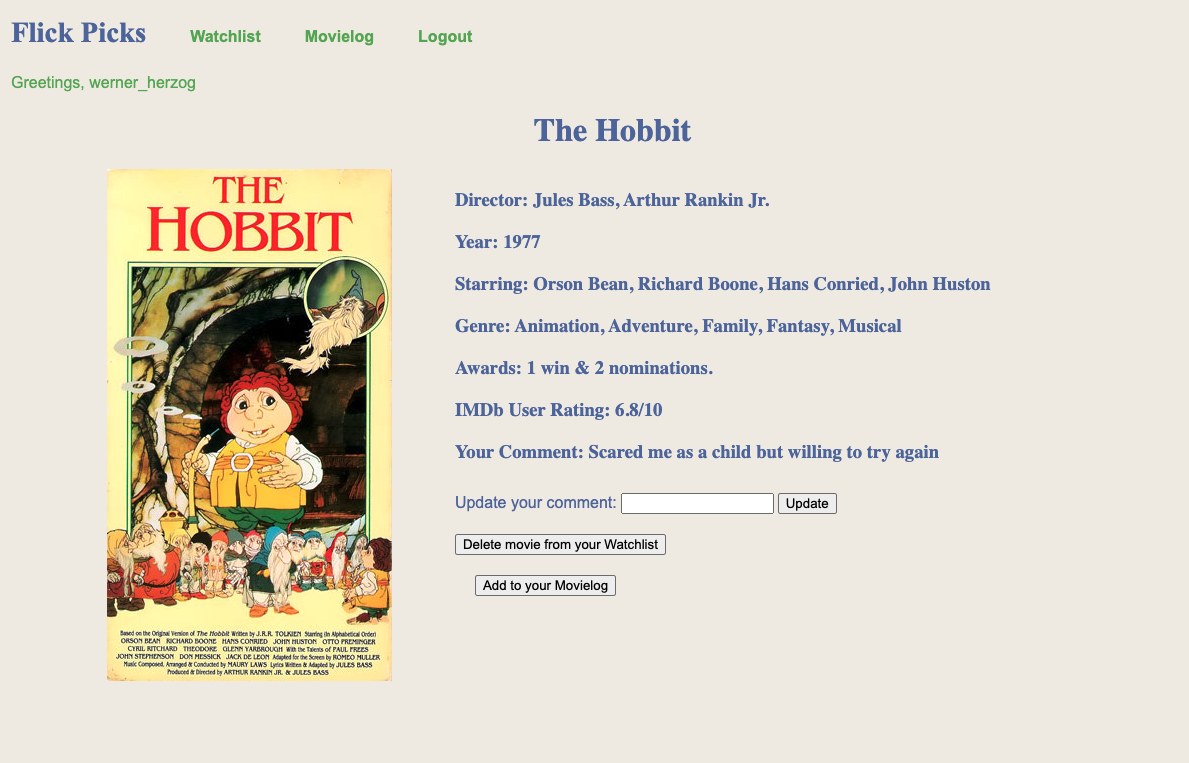 Flick Picks Watchlist Movielog Logout
Greetings, werner_herzog
The Hobbit
THE
HOBBIT
Based on the Original Version of The Hobbit Written by J.R.R. TOLKIEN Starring (In Alphabetical Order)
ORSON BEAN RICHARD BOONE HANS CONRIED JOHN HUSTON OTTO PREMINGER
CYRIL RITCHARD THEODORE GLENN YARBROUGH With the Talents of PAUL FREES
JOHN STEPHENSON DON MESSICK JACK DE LEON Adapted for the Screen by ROMEO MULLER
Music Composed, Arranged & Conducted by MAURY LAWS Lyrics Written & Adapted by JULES BASS
Produced & Directed by ARTHUR RANKIN JR. & JULES BASS
Director: Jules Bass, Arthur Rankin Jr.
Year: 1977
Starring: Orson Bean, Richard Boone, Hans Conried, John Huston
Genre: Animation, Adventure, Family, Fantasy, Musical
Awards: 1 win & 2 nominations.
IMDb User Rating: 6.8/10
Your Comment: Scared me as a child but willing to try again
Update your comment: Update
Delete movie from your Watchlist
Add to your Movielog